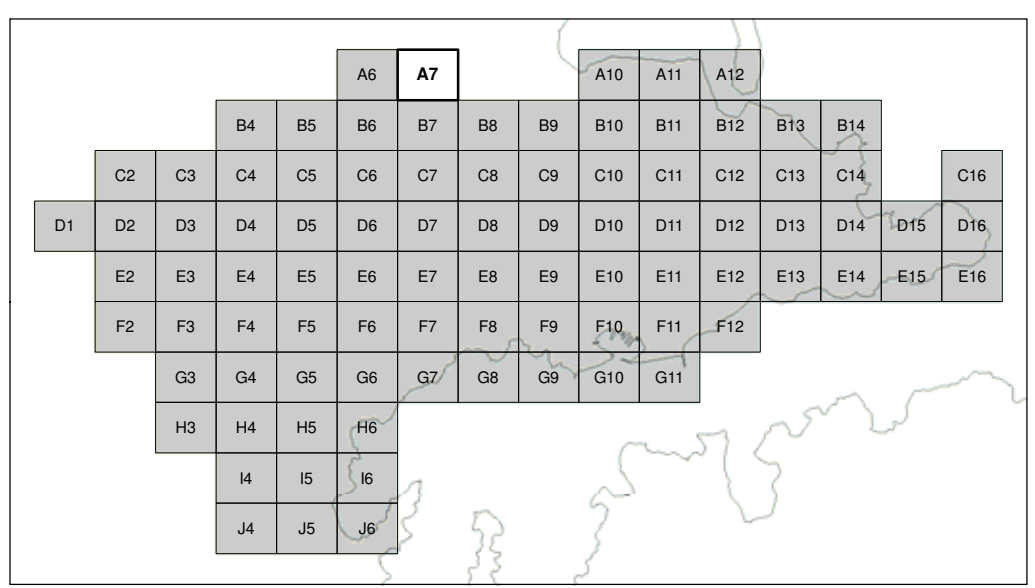 A6 A7 A10 A11 A12
B4 B5 B6 B7 B8 B9 B10 B11 B12 B13 B14
C2 C3 C4 C5 C6 C7 C8 C9 C10 C11 C12 C13 C14 C16
D1 D2 D3 D4 D5 D6 D7 D8 D9 D10 D11 D12 D13 D14 D15 D16
E2 E3 E4 E5 E6 E7 E8 E9 E10 E11 E12 E13 E14 E15 E16
F2 F3 F4 F5 F6 F7 F8 F9 F10 F11 F12
G3 G4 G5 G6 G7 G8 G9 G10 G11
H3 H4 H5 H6
I4 I5 I6
J4 J5 J6